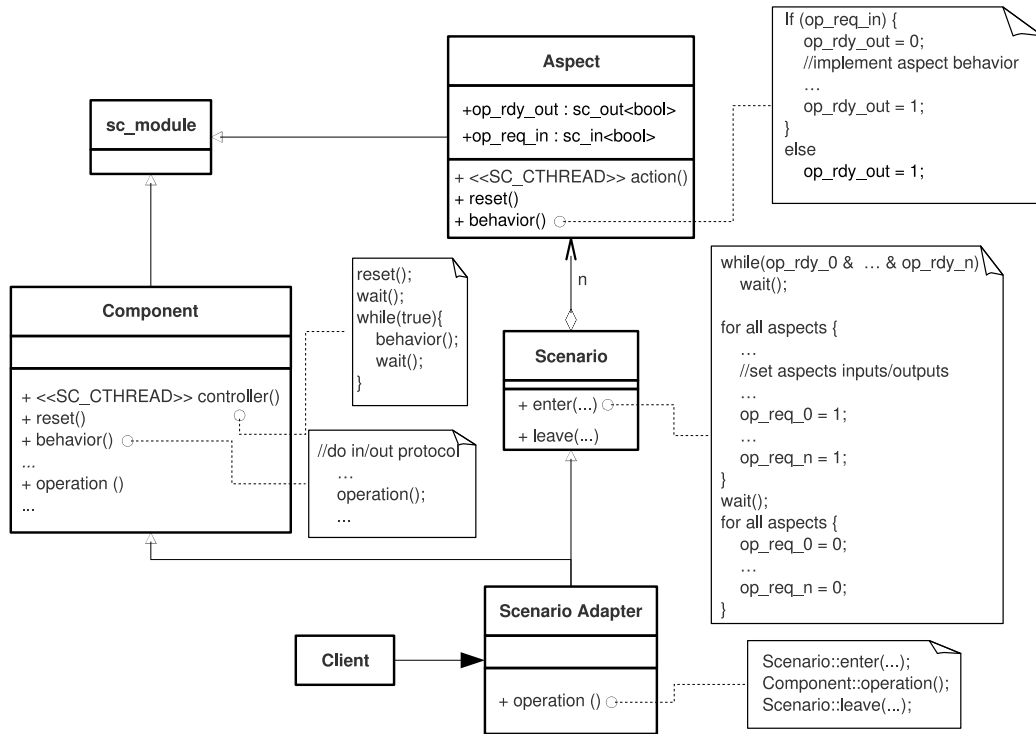 Aspect
+op_rdy_out : sc_out<bool>
+op_req_in : sc_in<bool>
+ <<SC_CTHREAD>> action()
+ reset()
+ behavior()
If (op_req_in) {
op_rdy_out = 0;
//implement aspect behavior
...
op_rdy_out = 1;
}
else
op_rdy_out = 1;
sc_module
n
Component
+ <<SC_CTHREAD>> controller()
+ reset()
+ behavior()
...
+ operation ()
...
reset();
wait();
while(true){
behavior();
wait();
}
//do in/out protocol
...
operation();
...
Scenario
+ enter(...)
+ leave(...)
while(op_rdy_0 & ... & op_rdy_n)
wait();
for all aspects {
...
//set aspects inputs/outputs
...
op_req_0 = 1;
...
op_req_n = 1;
}
wait();
for all aspects {
op_req_0 = 0;
...
op_req_n = 0;
}
Scenario Adapter
+ operation ()
Client
Scenario::enter(...);
Component::operation();
Scenario::leave(...);